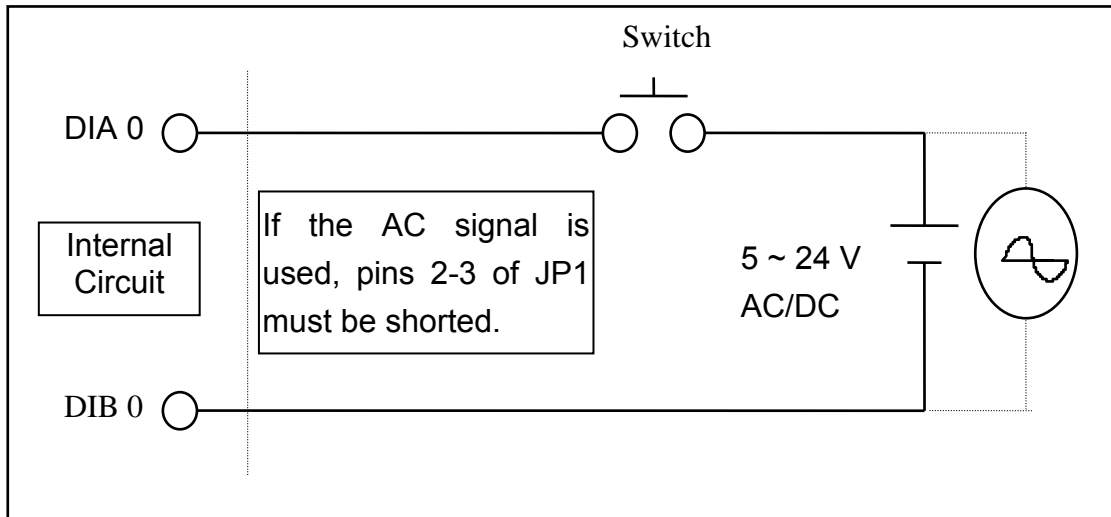 Switch
DIA 0
Internal
Circuit
If the AC signal is
used, pins 2-3 of JP1
must be shorted.
5 ~ 24 V
AC/DC
DIB 0